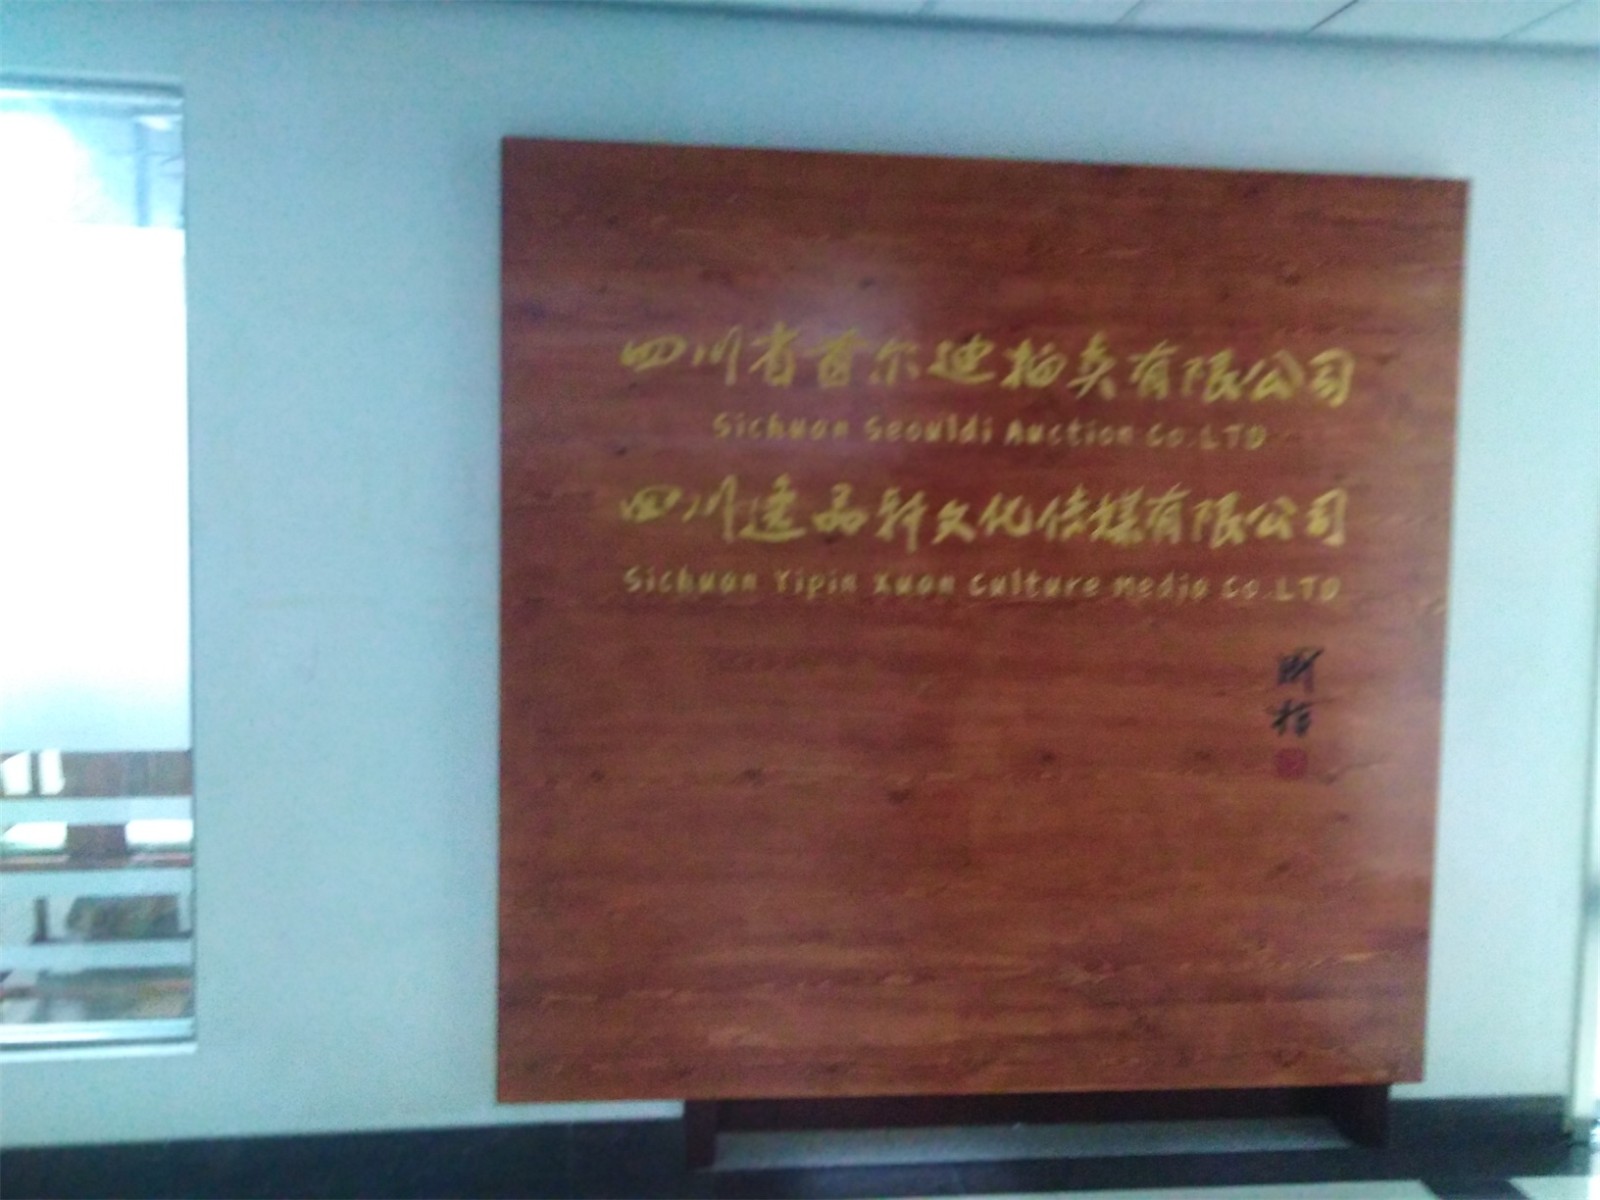 四川省首尔迪拍卖有限公司
Sichuan Seouldi Auction Co.LTD
四川逸品轩文化传媒有限公司
Sichuan Yipin Xuan Culture Media Co.LTD